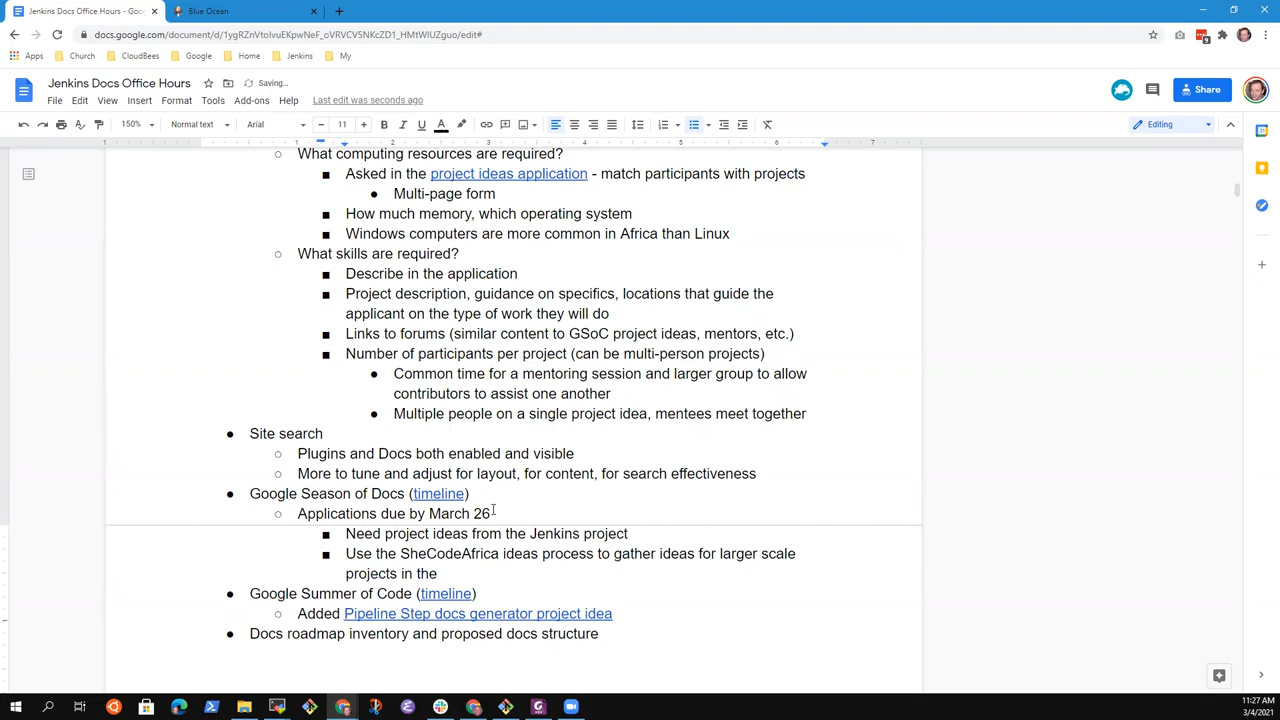 Jenkins Docs Office Hours - Goo
Blue Ocean
docs.google.com/document/d/1ygRZnVtoIvuEKpwNeF_oVRVCV5NKcZD1_HMtWIUZguo/edit#
Apps Church CloudBees Google Home Jenkins My
Jenkins Docs Office Hours Saving...
File Edit View Insert Format Tools Add-ons Help Last edit was seconds ago
Share
150% Normal text Arial 11 Editing
1 1 2 3 4 5 6 7
What computing resources are required?
Asked in the project ideas application - match participants with projects
Multi-page form
How much memory, which operating system
Windows computers are more common in Africa than Linux
What skills are required?
Describe in the application
Project description, guidance on specifics, locations that guide the
applicant on the type of work they will do
Links to forums (similar content to GSoC project ideas, mentors, etc.)
Number of participants per project (can be multi-person projects)
Common time for a mentoring session and larger group to allow
contributors to assist one another
Multiple people on a single project idea, mentees meet together
Site search
Plugins and Docs both enabled and visible
More to tune and adjust for layout, for content, for search effectiveness
Google Season of Docs (timeline)
Applications due by March 26
Need project ideas from the Jenkins project
Use the SheCodeAfrica ideas process to gather ideas for larger scale
projects in the
Google Summer of Code (timeline)
Added Pipeline Step docs generator project idea
Docs roadmap inventory and proposed docs structure
11:27 AM
3/4/2021